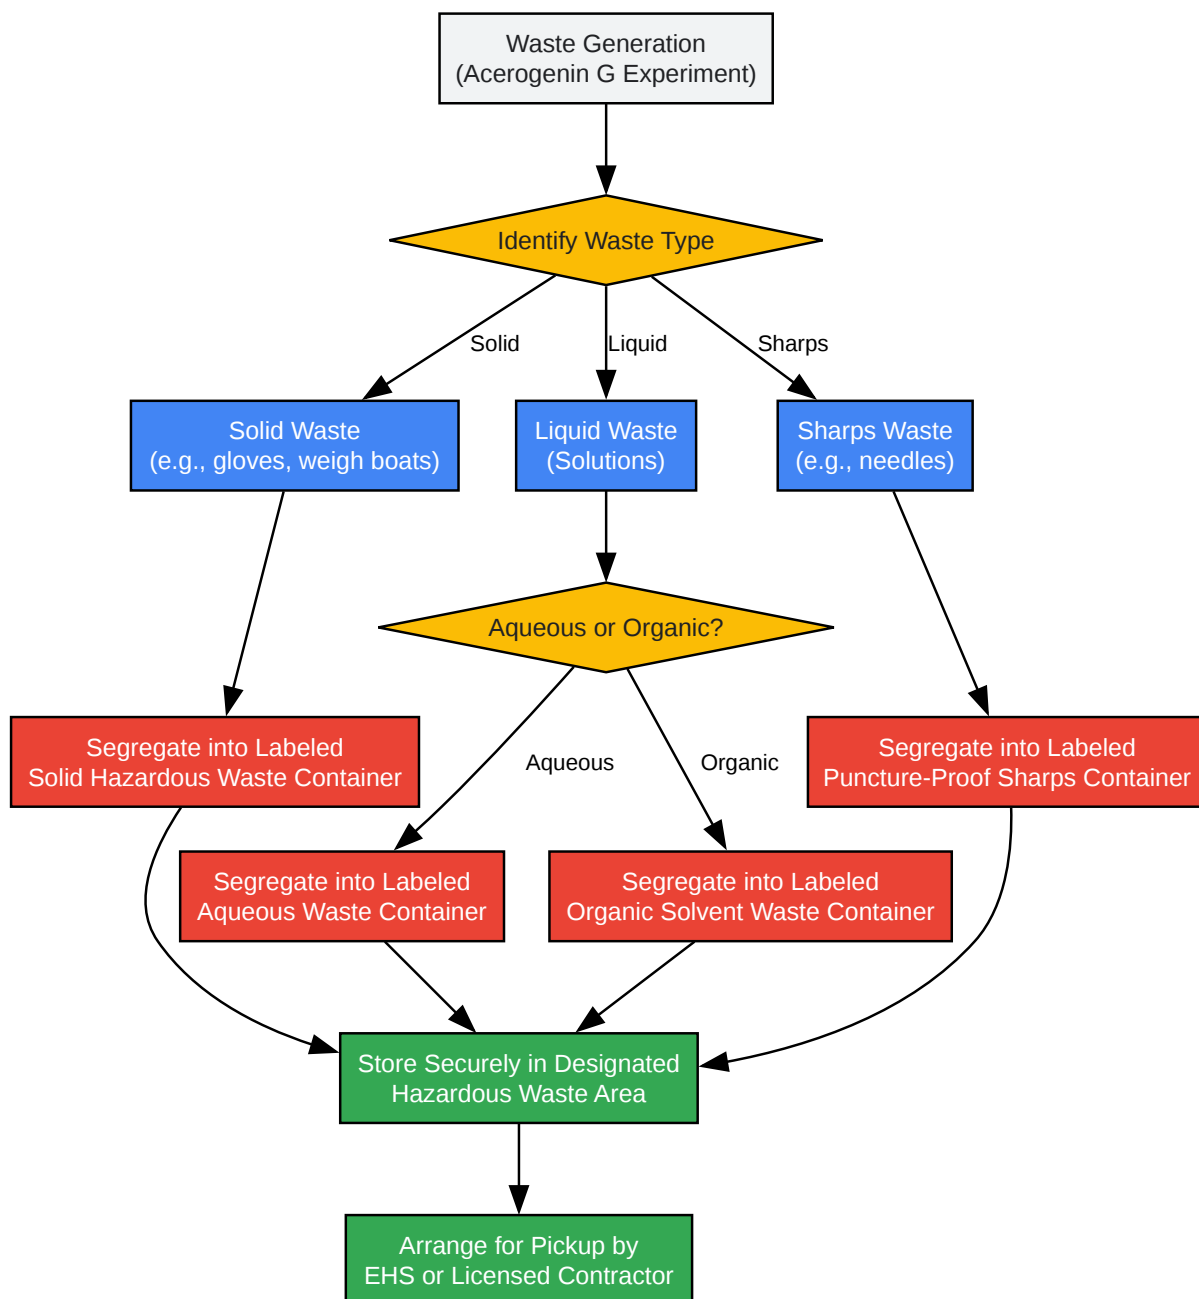 Waste Generation
(Acerogenin G Experiment)
Identify Waste Type
Solid
Liquid
Sharps
Solid Waste
(e.g., gloves, weigh boats)
Liquid Waste
(Solutions)
Sharps Waste
(e.g., needles)
Aqueous or Organic?
Segregate into Labeled
Solid Hazardous Waste Container
Aqueous
Organic
Segregate into Labeled
Puncture-Proof Sharps Container
Segregate into Labeled
Aqueous Waste Container
Segregate into Labeled
Organic Solvent Waste Container
Store Securely in Designated
Hazardous Waste Area
Arrange for Pickup by
EHS or Licensed Contractor